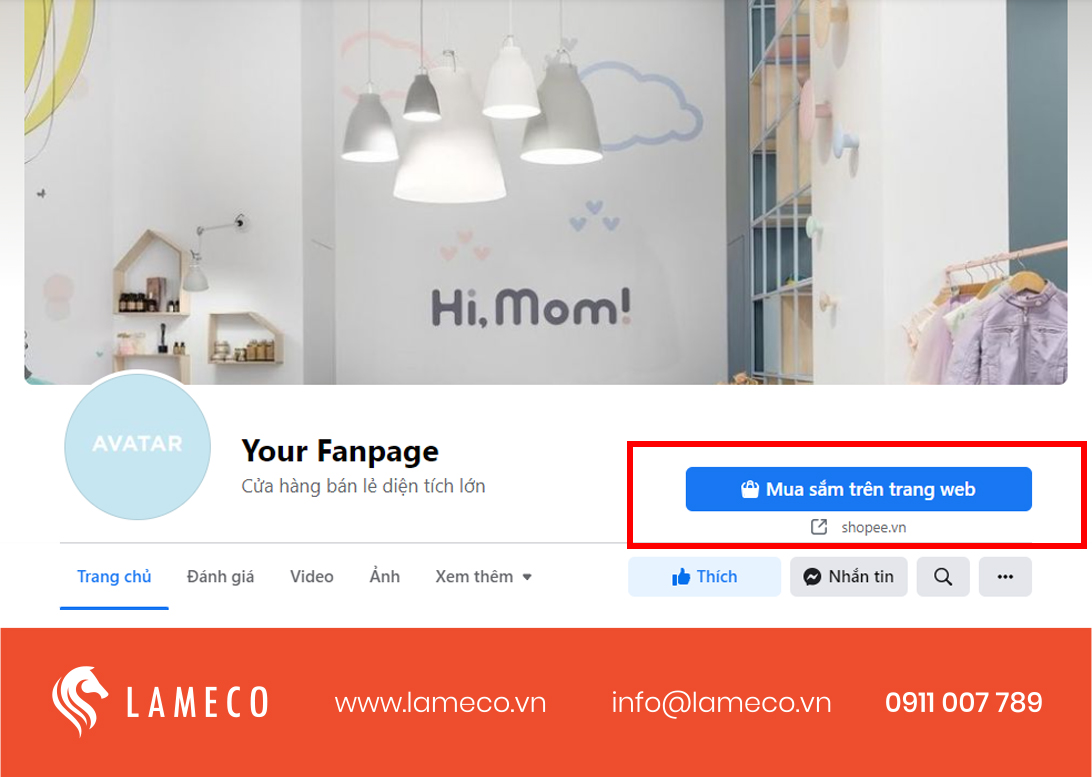 Hi, Mom!
AVATAR
Your Fanpage
Cửa hàng bán lẻ diện tích lớn
Mua sắm trên trang web
shopee.vn
Trang chủ Đánh giá Video Ảnh Xem thêm Thích Nhắn tin
LAMECO www.lameco.vn info@lameco.vn 0911 007 789